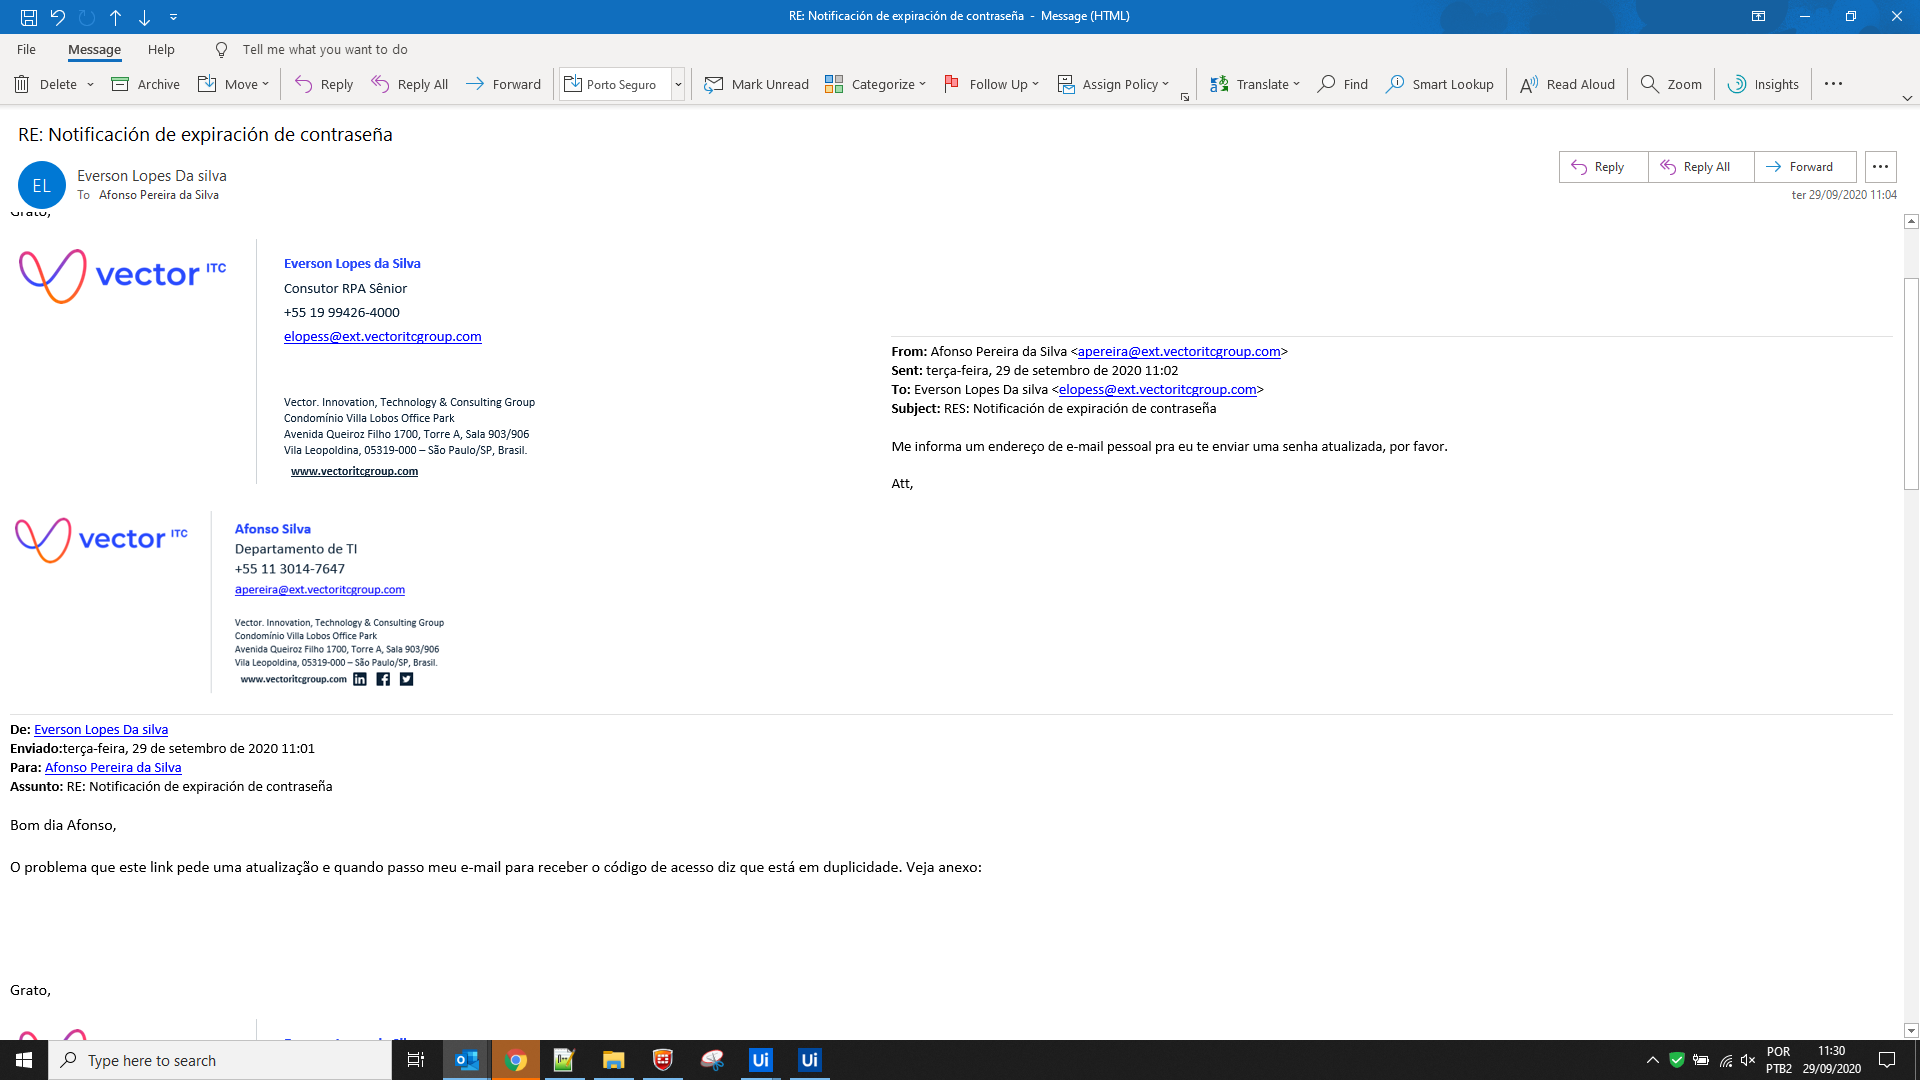 RE: Notificación de expiración de contraseña - Message (HTML)
File Message Help Tell me what you want to do
Delete Archive Move Reply Reply All Forward Porto Seguro Mark Unread Categorize Follow Up Assign Policy Translate Find Smart Lookup Read Aloud Zoom Insights
RE: Notificación de expiración de contraseña
EL
Everson Lopes Da silva
To Afonso Pereira da Silva
Reply Reply All Forward
ter 29/09/2020 11:04
Grato,
vector ITC
Everson Lopes da Silva
Consutor RPA Sênior
+55 19 99426-4000
elopess@ext.vectoritcgroup.com
Vector. Innovation, Technology & Consulting Group
Condomínio Villa Lobos Office Park
Avenida Queiroz Filho 1700, Torre A, Sala 903/906
Vila Leopoldina, 05319-000 – São Paulo/SP, Brasil.
www.vectoritcgroup.com
From: Afonso Pereira da Silva <apereira@ext.vectoritcgroup.com>
Sent: terça-feira, 29 de setembro de 2020 11:02
To: Everson Lopes Da silva <elopess@ext.vectoritcgroup.com>
Subject: RES: Notificación de expiración de contraseña
Me informa um endereço de e-mail pessoal pra eu te enviar uma senha atualizada, por favor.
Att,
vector ITC
Afonso Silva
Departamento de TI
+55 11 3014-7647
apereira@ext.vectoritcgroup.com
Vector. Innovation, Technology & Consulting Group
Condomínio Villa Lobos Office Park
Avenida Queiroz Filho 1700, Torre A, Sala 903/906
Vila Leopoldina, 05319-000 – São Paulo/SP, Brasil.
www.vectoritcgroup.com
De: Everson Lopes Da silva
Enviado:terça-feira, 29 de setembro de 2020 11:01
Para: Afonso Pereira da Silva
Assunto: RE: Notificación de expiración de contraseña
Bom dia Afonso,
O problema que este link pede uma atualização e quando passo meu e-mail para receber o código de acesso diz que está em duplicidade. Veja anexo:
Grato,
Type here to search
Ui
Ui
POR
PTB2
11:30
29/09/2020